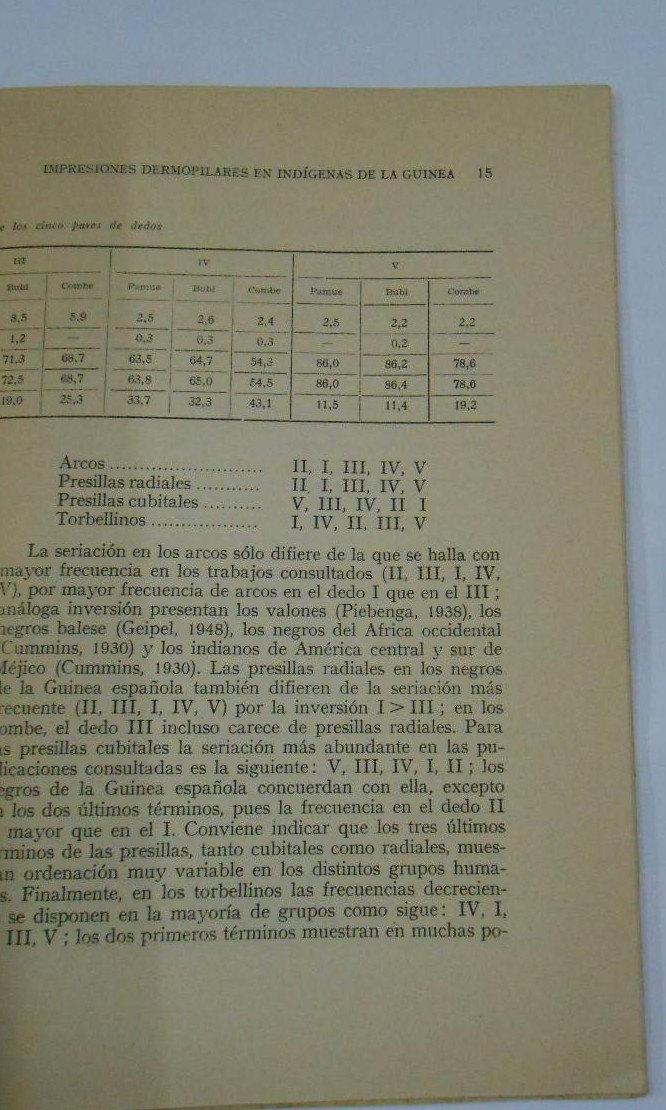 IMPRESIONES DERMOPILARES EN INDÍGENAS DE LA GUINEA 15
e los cinco pares de dedos
III IV V
Bubi Combe Pamue Bubi Combe Pamue Bubi Combe
8,5 5,9 2,5 2,6 2,4 2,5 2,2 2,2
1,2 — 0,3 0,3 0,3 — 0,2 —
71,3 68,7 63,5 64,7 54,3 86,0 86,2 78,6
72,5 68,7 63,8 65,0 54,5 86,0 86,4 78,6
19,0 25,3 33,7 32,3 43,1 11,5 11,4 19,2
Arcos .......................... II, I, III, IV, V
Presillas radiales ........... II, I, III, IV, V
Presillas cubitales .......... V, III, IV, II I
Torbellinos .................. I, IV, II, III, V
La seriación en los arcos sólo difiere de la que se halla con
mayor frecuencia en los trabajos consultados (II, III, I, IV,
V), por mayor frecuencia de arcos en el dedo I que en el III ;
análoga inversión presentan los valones (Piebenga, 1938), los
negros balese (Geipel, 1948), los negros del Africa occidental
(Cummins, 1930) y los indianos de América central y sur de
Méjico (Cummins, 1930). Las presillas radiales en los negros
de la Guinea española también difieren de la seriación más
recuente (II, III, I, IV, V) por la inversión I > III ; en los
ombe, el dedo III incluso carece de presillas radiales. Para
s presillas cubitales la seriación más abundante en las pu-
licaciones consultadas es la siguiente: V, III, IV, I, II ; los
egros de la Guinea española concuerdan con ella, excepto
los dos últimos términos, pues la frecuencia en el dedo II
mayor que en el I. Conviene indicar que los tres últimos
rminos de las presillas, tanto cubitales como radiales, mues-
an ordenación muy variable en los distintos grupos huma-
s. Finalmente, en los torbellinos las frecuencias decrecien-
se disponen en la mayoría de grupos como sigue: IV, I,
III, V ; los dos primeros términos muestran en muchas po-